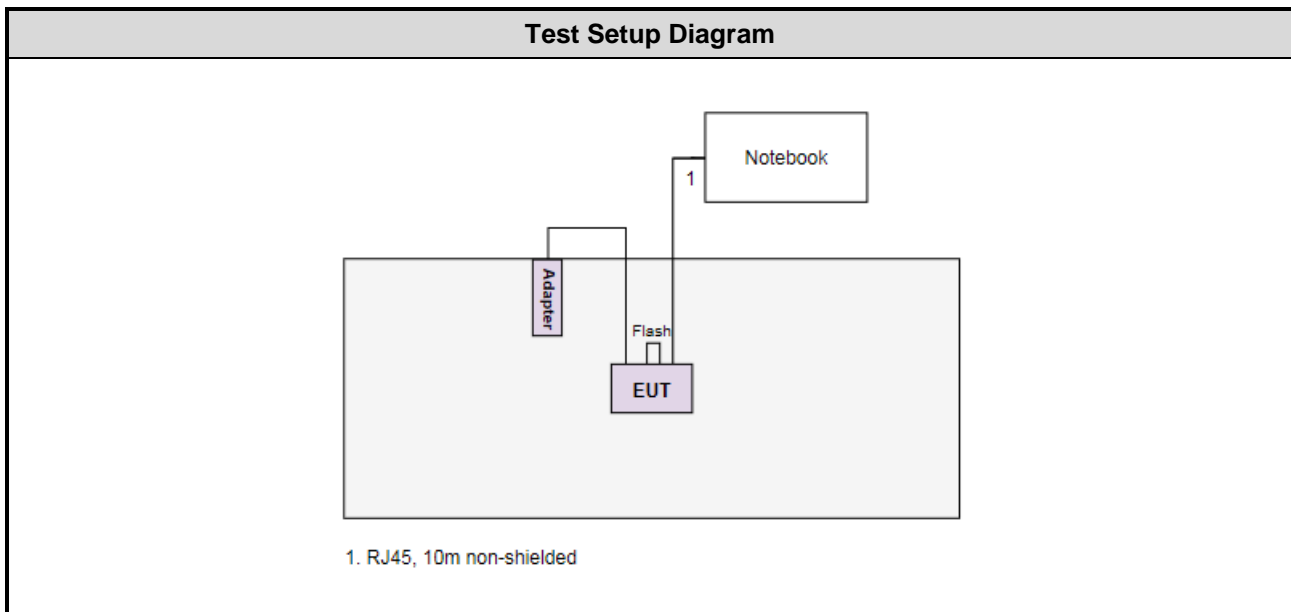 Test Setup Diagram
Notebook
1
Adapter
Flash
EUT
1. RJ45, 10m non-shielded